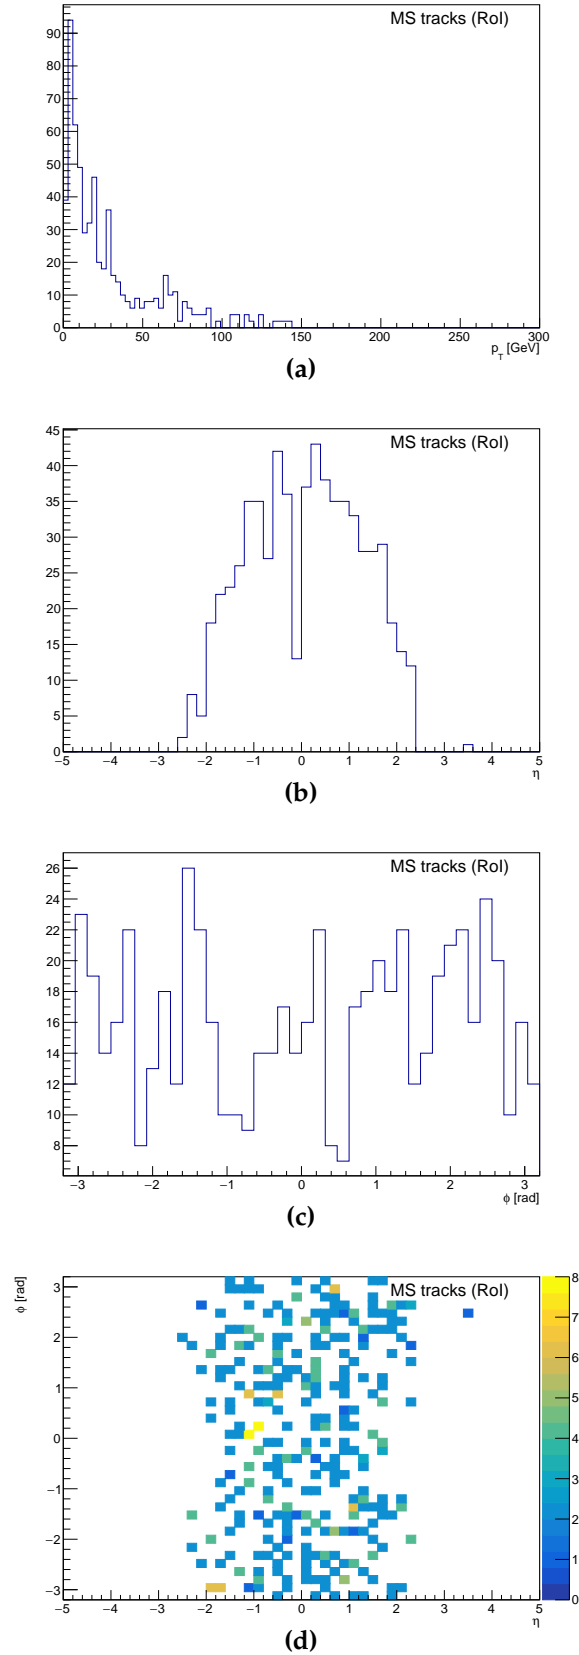 MS tracks (RoI)
90
80
70
60
50
40
30
20
10
0
0 50 100 150 200 250 300
p_T [GeV]
(a)
MS tracks (RoI)
45
40
35
30
25
20
15
10
5
0
−5 −4 −3 −2 −1 0 1 2 3 4 5
η
(b)
MS tracks (RoI)
26
24
22
20
18
16
14
12
10
8
−3 −2 −1 0 1 2 3
φ [rad]
(c)
φ [rad]
MS tracks (RoI)
3
2
1
0
−1
−2
−3
−5 −4 −3 −2 −1 0 1 2 3 4 5
η
8
7
6
5
4
3
2
1
0
(d)